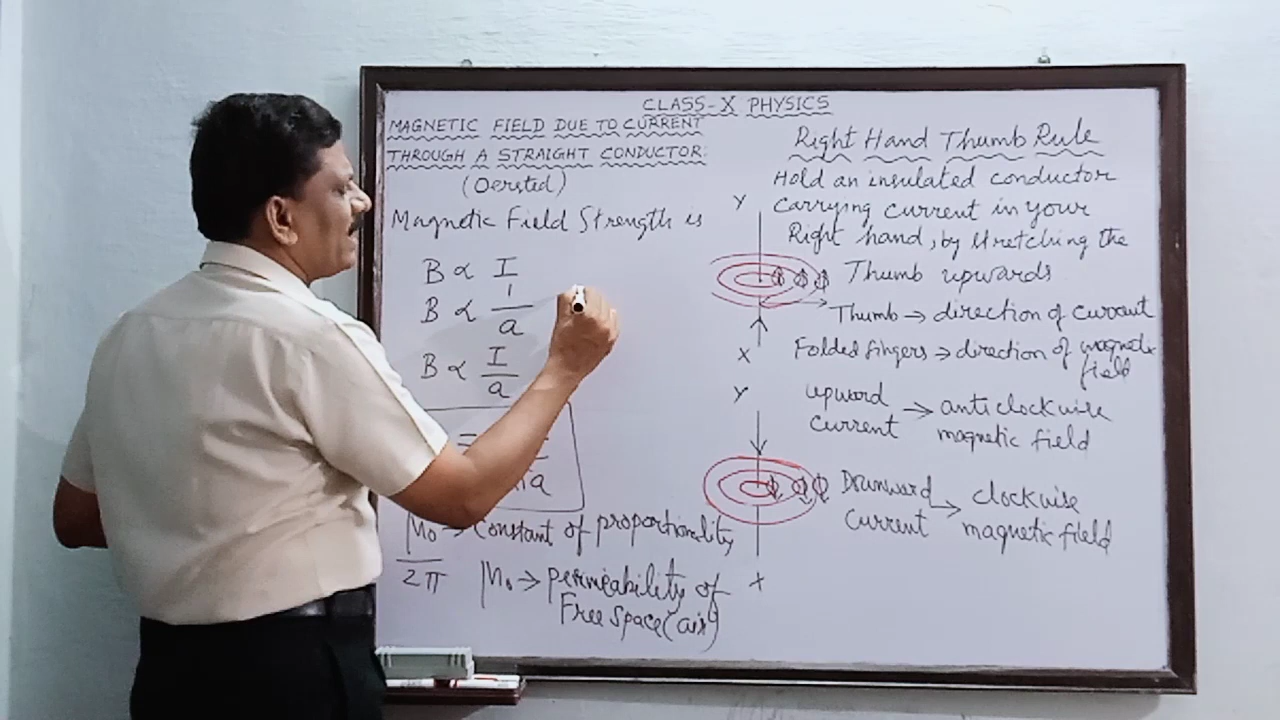 CLASS-X PHYSICS
MAGNETIC FIELD DUE TO CURRENT
THROUGH A STRAIGHT CONDUCTOR.
(Oersted)
Magnetic Field Strength is
B ∝ I
B ∝ 1/a
B ∝ I/a
a
μ₀/2π → Constant of proportionality
μ₀ → permeability of
Free space (air)
Right Hand Thumb Rule
Hold an insulated conductor
carrying current in your
Right hand, by stretching the
Thumb upwards
Thumb → direction of current
Folded fingers → direction of magnetic
field
Y
X
upward current → anticlockwise magnetic field
Y
X
Downward current → clockwise magnetic field